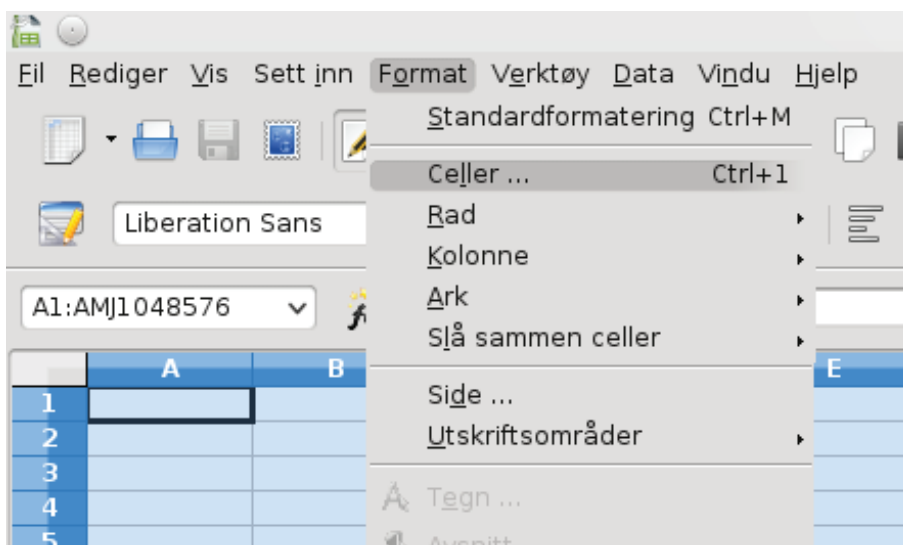 Fil Rediger Vis Sett inn Format Verktøy Data Vindu Hjelp
Standardformatering Ctrl+M
Celler ... Ctrl+1
Liberation Sans
Rad
Kolonne
A1:AMJ1048576
Ark
Slå sammen celler
A B E
Side ...
1
Utskriftsområder
2
3
Tegn ...
4
Avsnitt
5